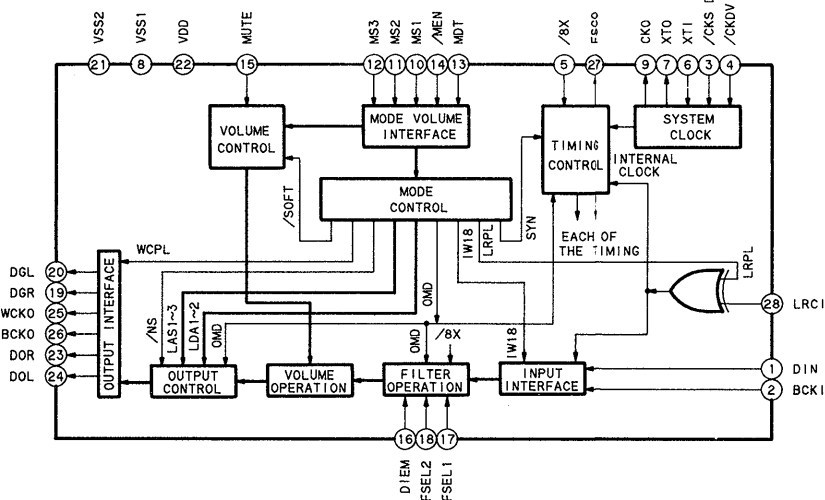 VSS2
VSS1
VDD
MUTE
MS3
MS2
MS1
/MEN
MDT
/8X
FSCO
CKO
XTO
XTI
/CKS
/CKDV
21
8
22
15
12
11
10
14
13
5
27
9
7
6
3
4
VOLUME
CONTROL
MODE VOLUME
INTERFACE
TIMING
CONTROL
SYSTEM
CLOCK
INTERNAL
CLOCK
MODE
CONTROL
/SOFT
SYN
EACH OF
THE TIMING
WCPL
IW18
LRPL
LRPL
DGL 20
DGR 19
WCKO 25
BCKO 26
DOR 23
DOL 24
OUTPUT INTERFACE
/NS
LAS1~3
LDA1~2
OMD
OMD
OMD
/8X
IW18
28 LRCI
1 DIN
2 BCKI
OUTPUT
CONTROL
VOLUME
OPERATION
FILTER
OPERATION
INPUT
INTERFACE
16
18
17
DIEM
FSEL2
FSEL1